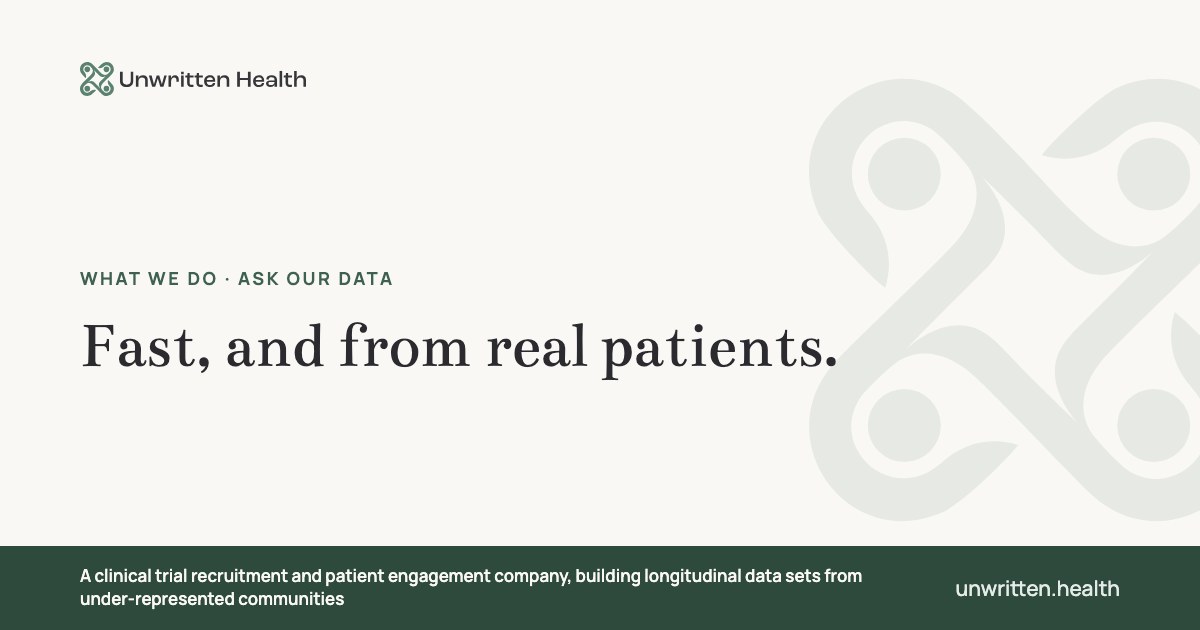 Unwritten Health
WHAT WE DO · ASK OUR DATA
Fast, and from real patients.
A clinical trial recruitment and patient engagement company, building longitudinal data sets from
under-represented communities
unwritten.health